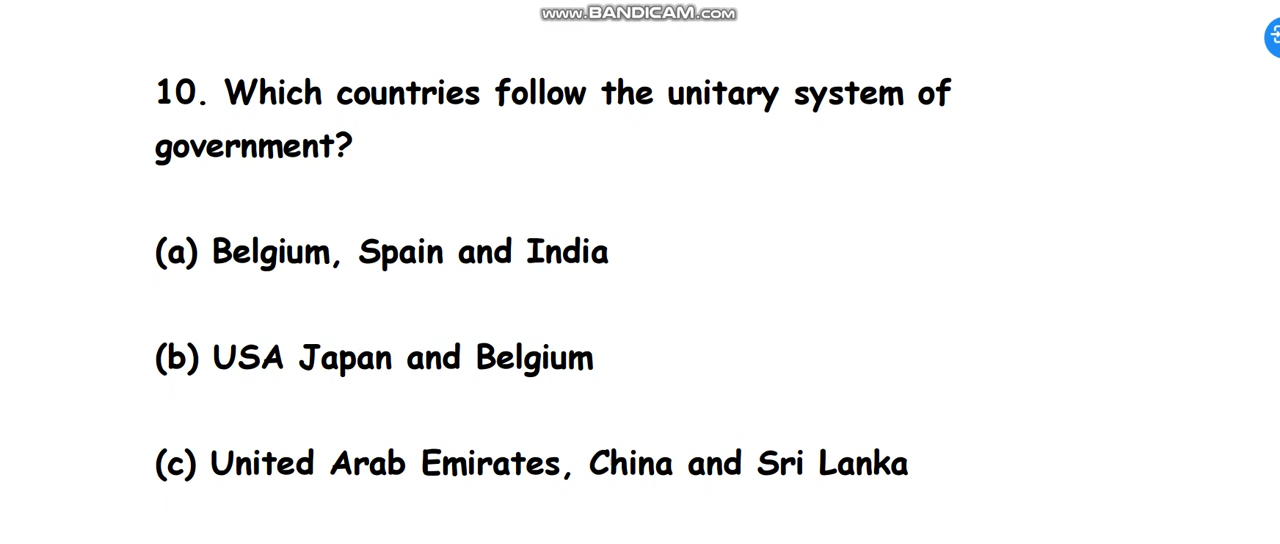 www.BANDICAM.com
10. Which countries follow the unitary system of
government?
(a) Belgium, Spain and India
(b) USA Japan and Belgium
(c) United Arab Emirates, China and Sri Lanka